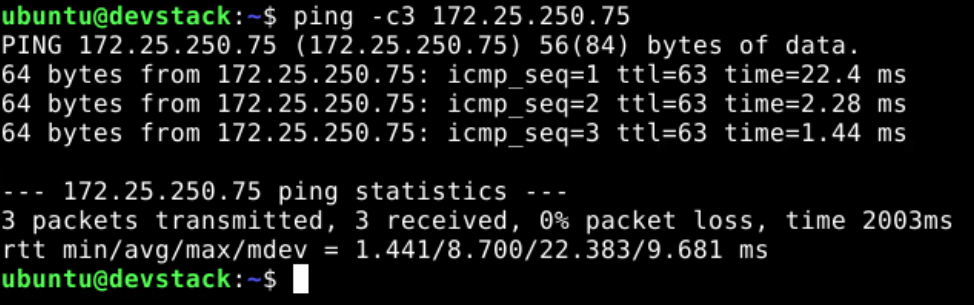 ubuntu@devstack:~$ ping -c3 172.25.250.75
PING 172.25.250.75 (172.25.250.75) 56(84) bytes of data.
64 bytes from 172.25.250.75: icmp_seq=1 ttl=63 time=22.4 ms
64 bytes from 172.25.250.75: icmp_seq=2 ttl=63 time=2.28 ms
64 bytes from 172.25.250.75: icmp_seq=3 ttl=63 time=1.44 ms

--- 172.25.250.75 ping statistics ---
3 packets transmitted, 3 received, 0% packet loss, time 2003ms
rtt min/avg/max/mdev = 1.441/8.700/22.383/9.681 ms
ubuntu@devstack:~$